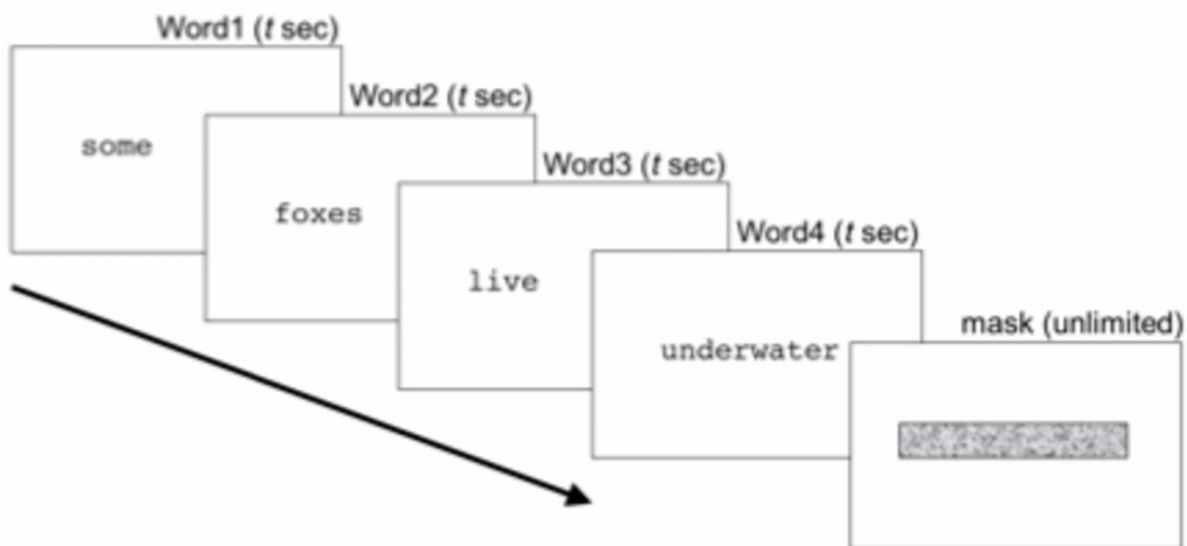 Word1 (t sec)
some
Word2 (t sec)
foxes
Word3 (t sec)
live
Word4 (t sec)
underwater
mask (unlimited)